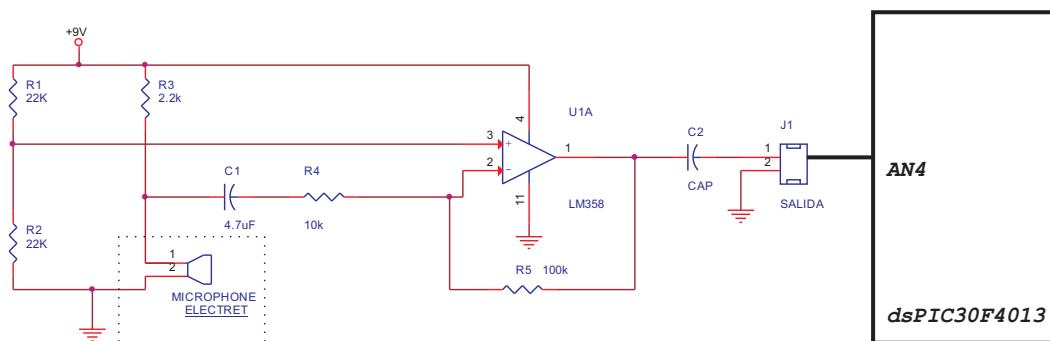 +9V
R1
22K
R3
2.2k
U1A
4
3
+
2
−
1
11
LM358
C2
CAP
J1
1
2
SALIDA
AN4
C1
4.7uF
R4
10k
R2
22K
R5 100k
1
2
MICROPHONE
ELECTRET
dsPIC30F4013